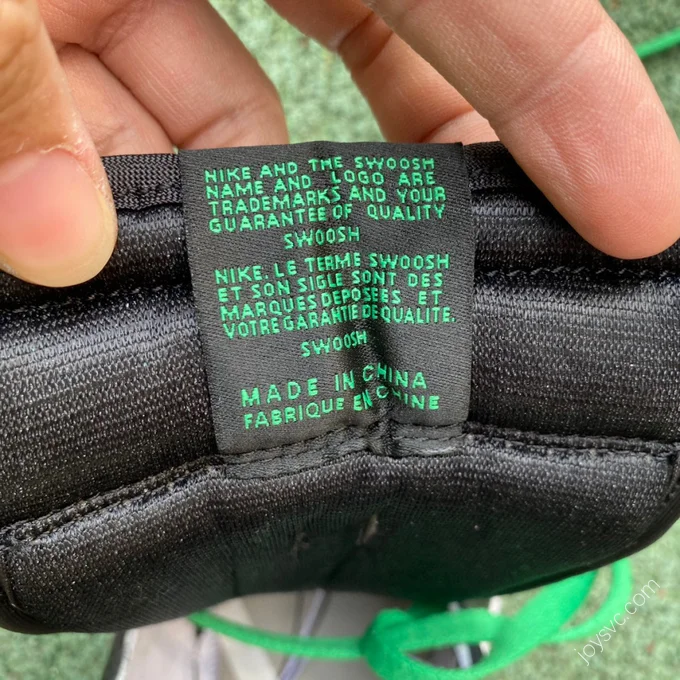 NIKE AND THE SWOOSH
NAME AND LOGO ARE
TRADEMARKS AND YOUR
GUARANTEE OF QUALITY
SWOOSH
NIKE. LE TERME SWOOSH
ET SON SIGLE SONT DES
MARQUES DEPOSEES ET
VOTRE GARANTIE DE QUALITE.
SWOOSH
MADE IN CHINA
FABRIQUE EN CHINE
joysvc.com